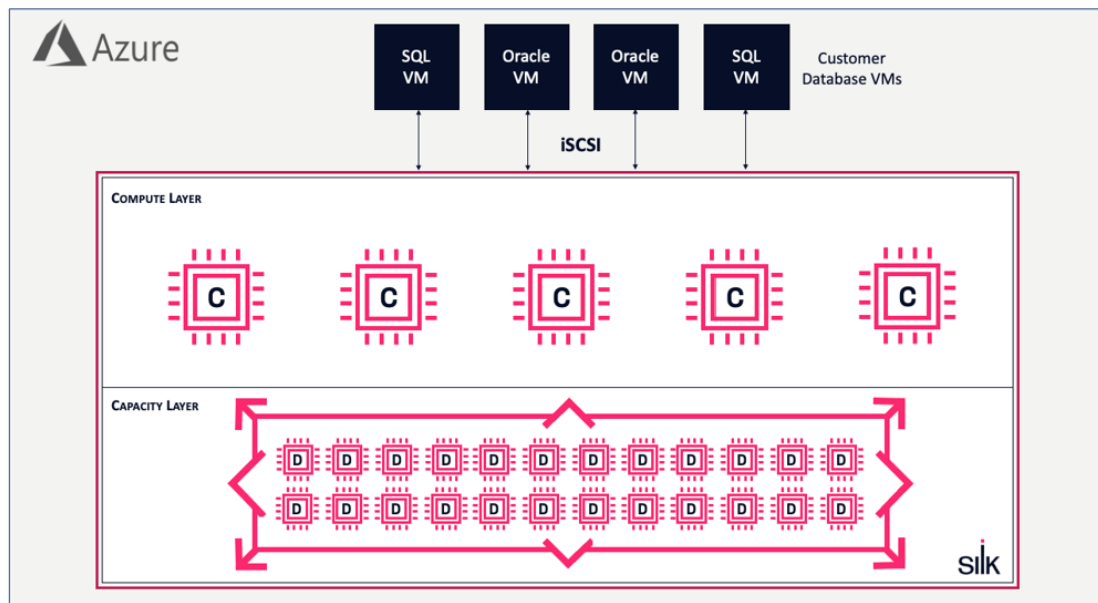 Azure
SQL
VM
Oracle
VM
Oracle
VM
SQL
VM
Customer
Database VMs
iSCSI
COMPUTE LAYER
C C C C C
CAPACITY LAYER
D D D D D D D D D D D D
D D D D D D D D D D D D
silk